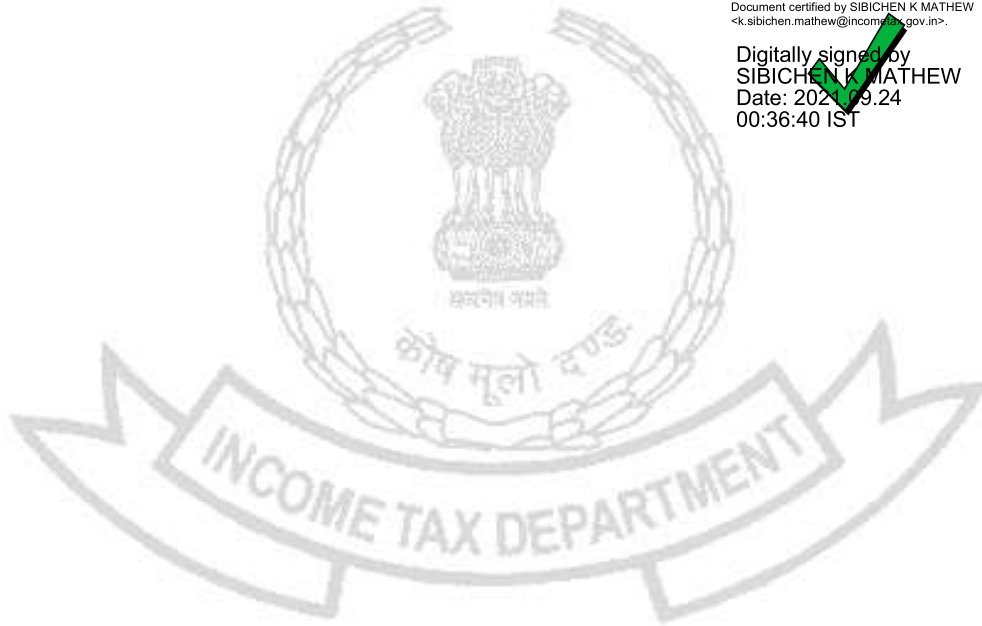 Document certified by SIBICHEN K MATHEW
<k.sibichen.mathew@incometax.gov.in>.
Digitally signed by
SIBICHEN K MATHEW
Date: 2021.09.24
00:36:40 IST
सत्यमेव जयते
कोष मूलो दण्डः
INCOME TAX DEPARTMENT